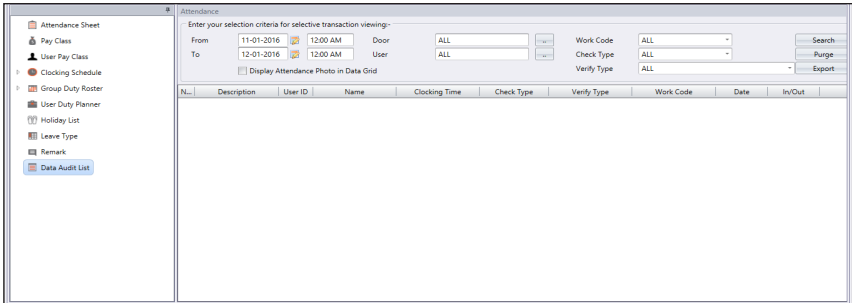 Attendance Sheet
Pay Class
User Pay Class
Clocking Schedule
Group Duty Roster
User Duty Planner
Holiday List
Leave Type
Remark
Data Audit List
Attendance
Enter your selection criteria for selective transaction viewing:-
From 11-01-2016 12:00 AM Door ALL ... Work Code ALL Search
To 12-01-2016 12:00 AM User ALL ... Check Type ALL Purge
Display Attendance Photo in Data Grid Verify Type ALL Export
N... Description User ID Name Clocking Time Check Type Verify Type Work Code Date In/Out